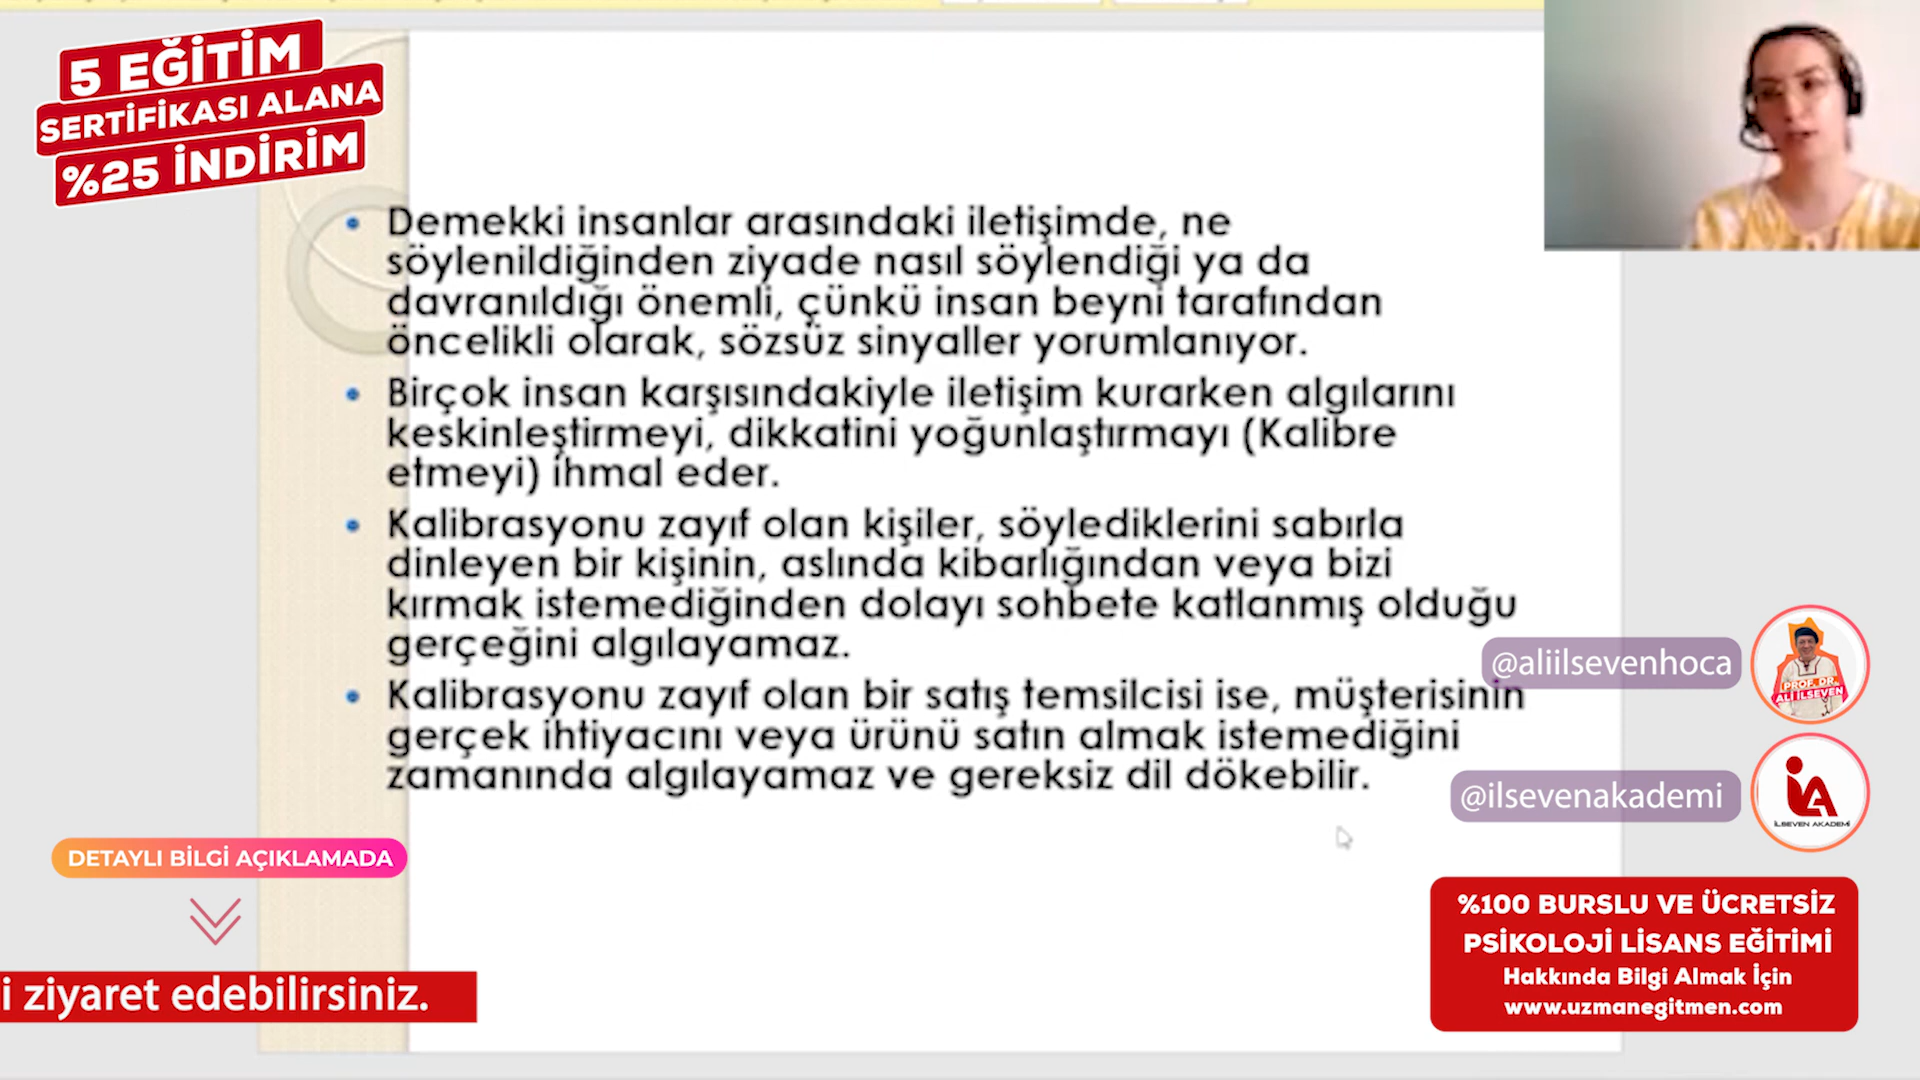 5 EĞİTİM
SERTİFİKASI ALANA
%25 İNDİRİM
• Demekki insanlar arasındaki iletişimde, ne
söylenildiğinden ziyade nasıl söylendiği ya da
davranıldığı önemli, çünkü insan beyni tarafından
öncelikli olarak, sözsüz sinyaller yorumlanıyor.
• Birçok insan karşısındakiyle iletişim kurarken algılarını
keskinleştirmeyi, dikkatini yoğunlaştırmayı (Kalibre
etmeyi) ihmal eder.
• Kalibrasyonu zayıf olan kişiler, söylediklerini sabırla
dinleyen bir kişinin, aslında kibarlığından veya bizi
kırmak istemediğinden dolayı sohbete katlanmış olduğu
gerçeğini algılayamaz.
• Kalibrasyonu zayıf olan bir satış temsilcisi ise, müşterisinin
gerçek ihtiyacını veya ürünü satın almak istemediğini
zamanında algılayamaz ve gereksiz dil dökebilir.
@aliilsevenhoca
PROF. DR.
ALİ İLSEVEN
@ilsevenakademi
İLSEVEN AKADEMİ
DETAYLI BİLGİ AÇIKLAMADA
i ziyaret edebilirsiniz.
%100 BURSLU VE ÜCRETSİZ
PSİKOLOJİ LİSANS EĞİTİMİ
Hakkında Bilgi Almak İçin
www.uzmanegitmen.com